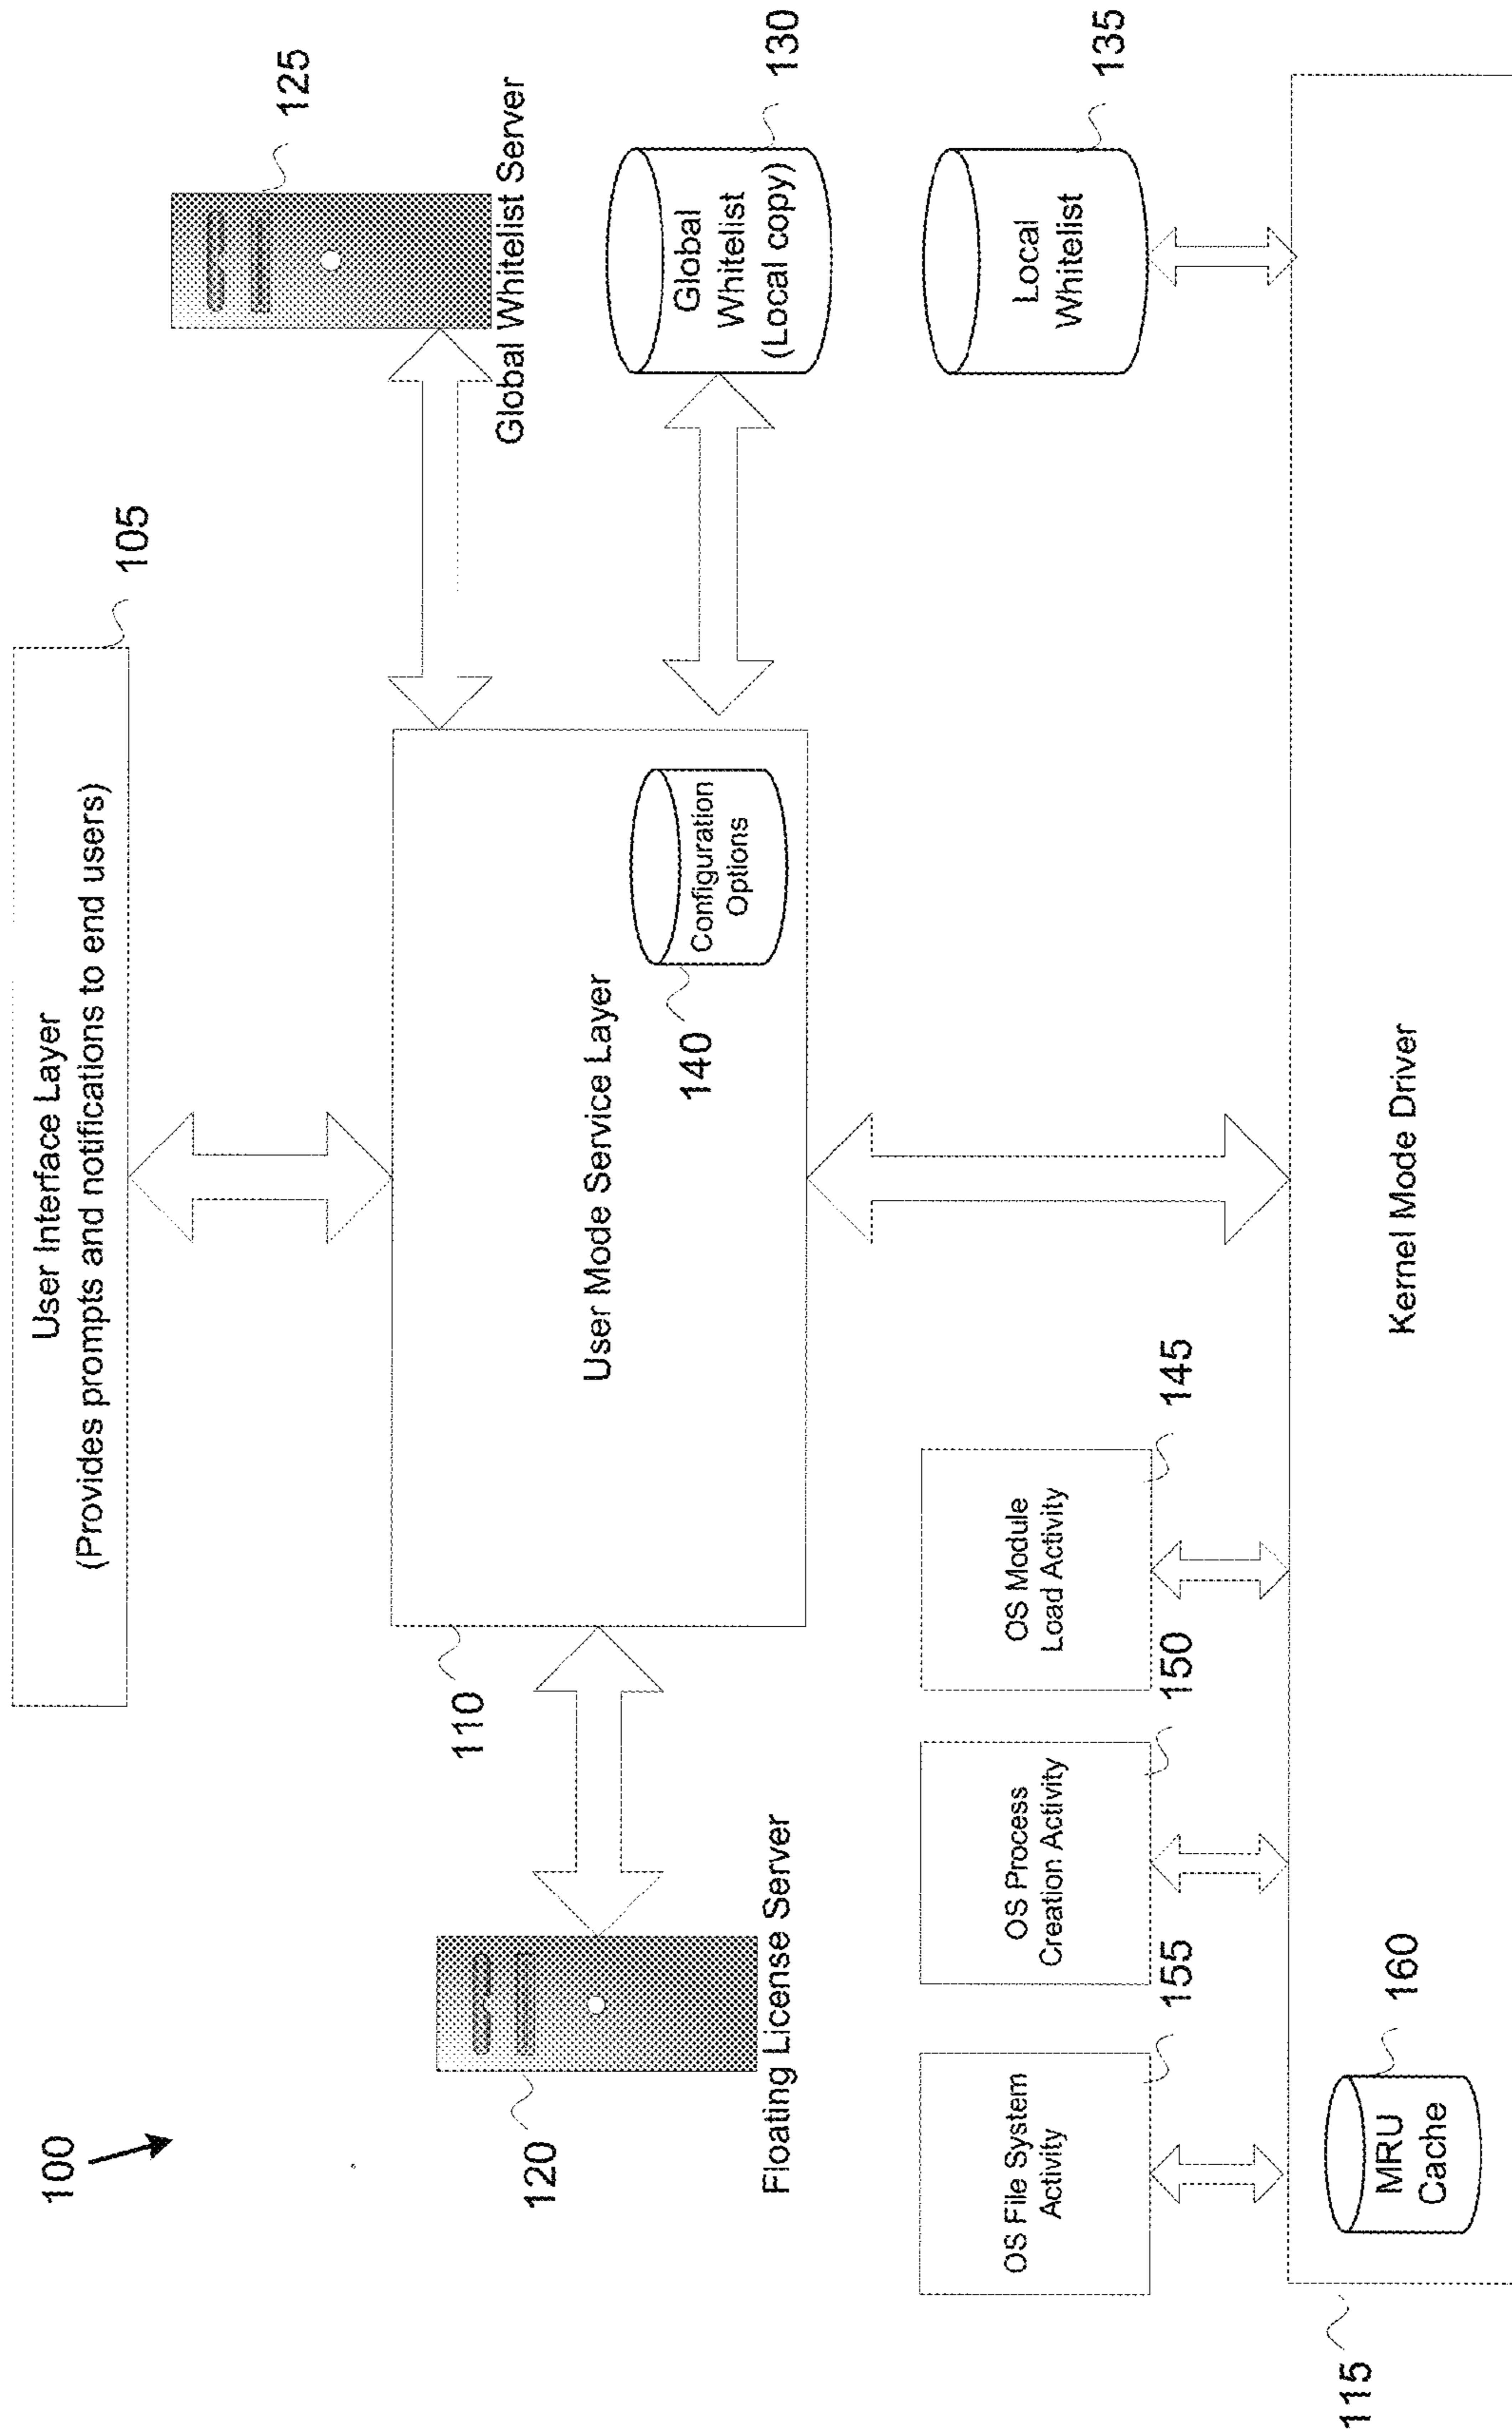 100
User Interface Layer
(Provides prompts and notifications to end users)
105
125
Global Whitelist Server
110
User Mode Service Layer
140
Configuration
Options
120
Floating License Server
Global
Whitelist
(Local copy)
130
Local
Whitelist
135
OS File System
Activity
155
OS Process
Creation Activity
150
OS Module
Load Activity
145
MRU
Cache
160
Kernel Mode Driver
115